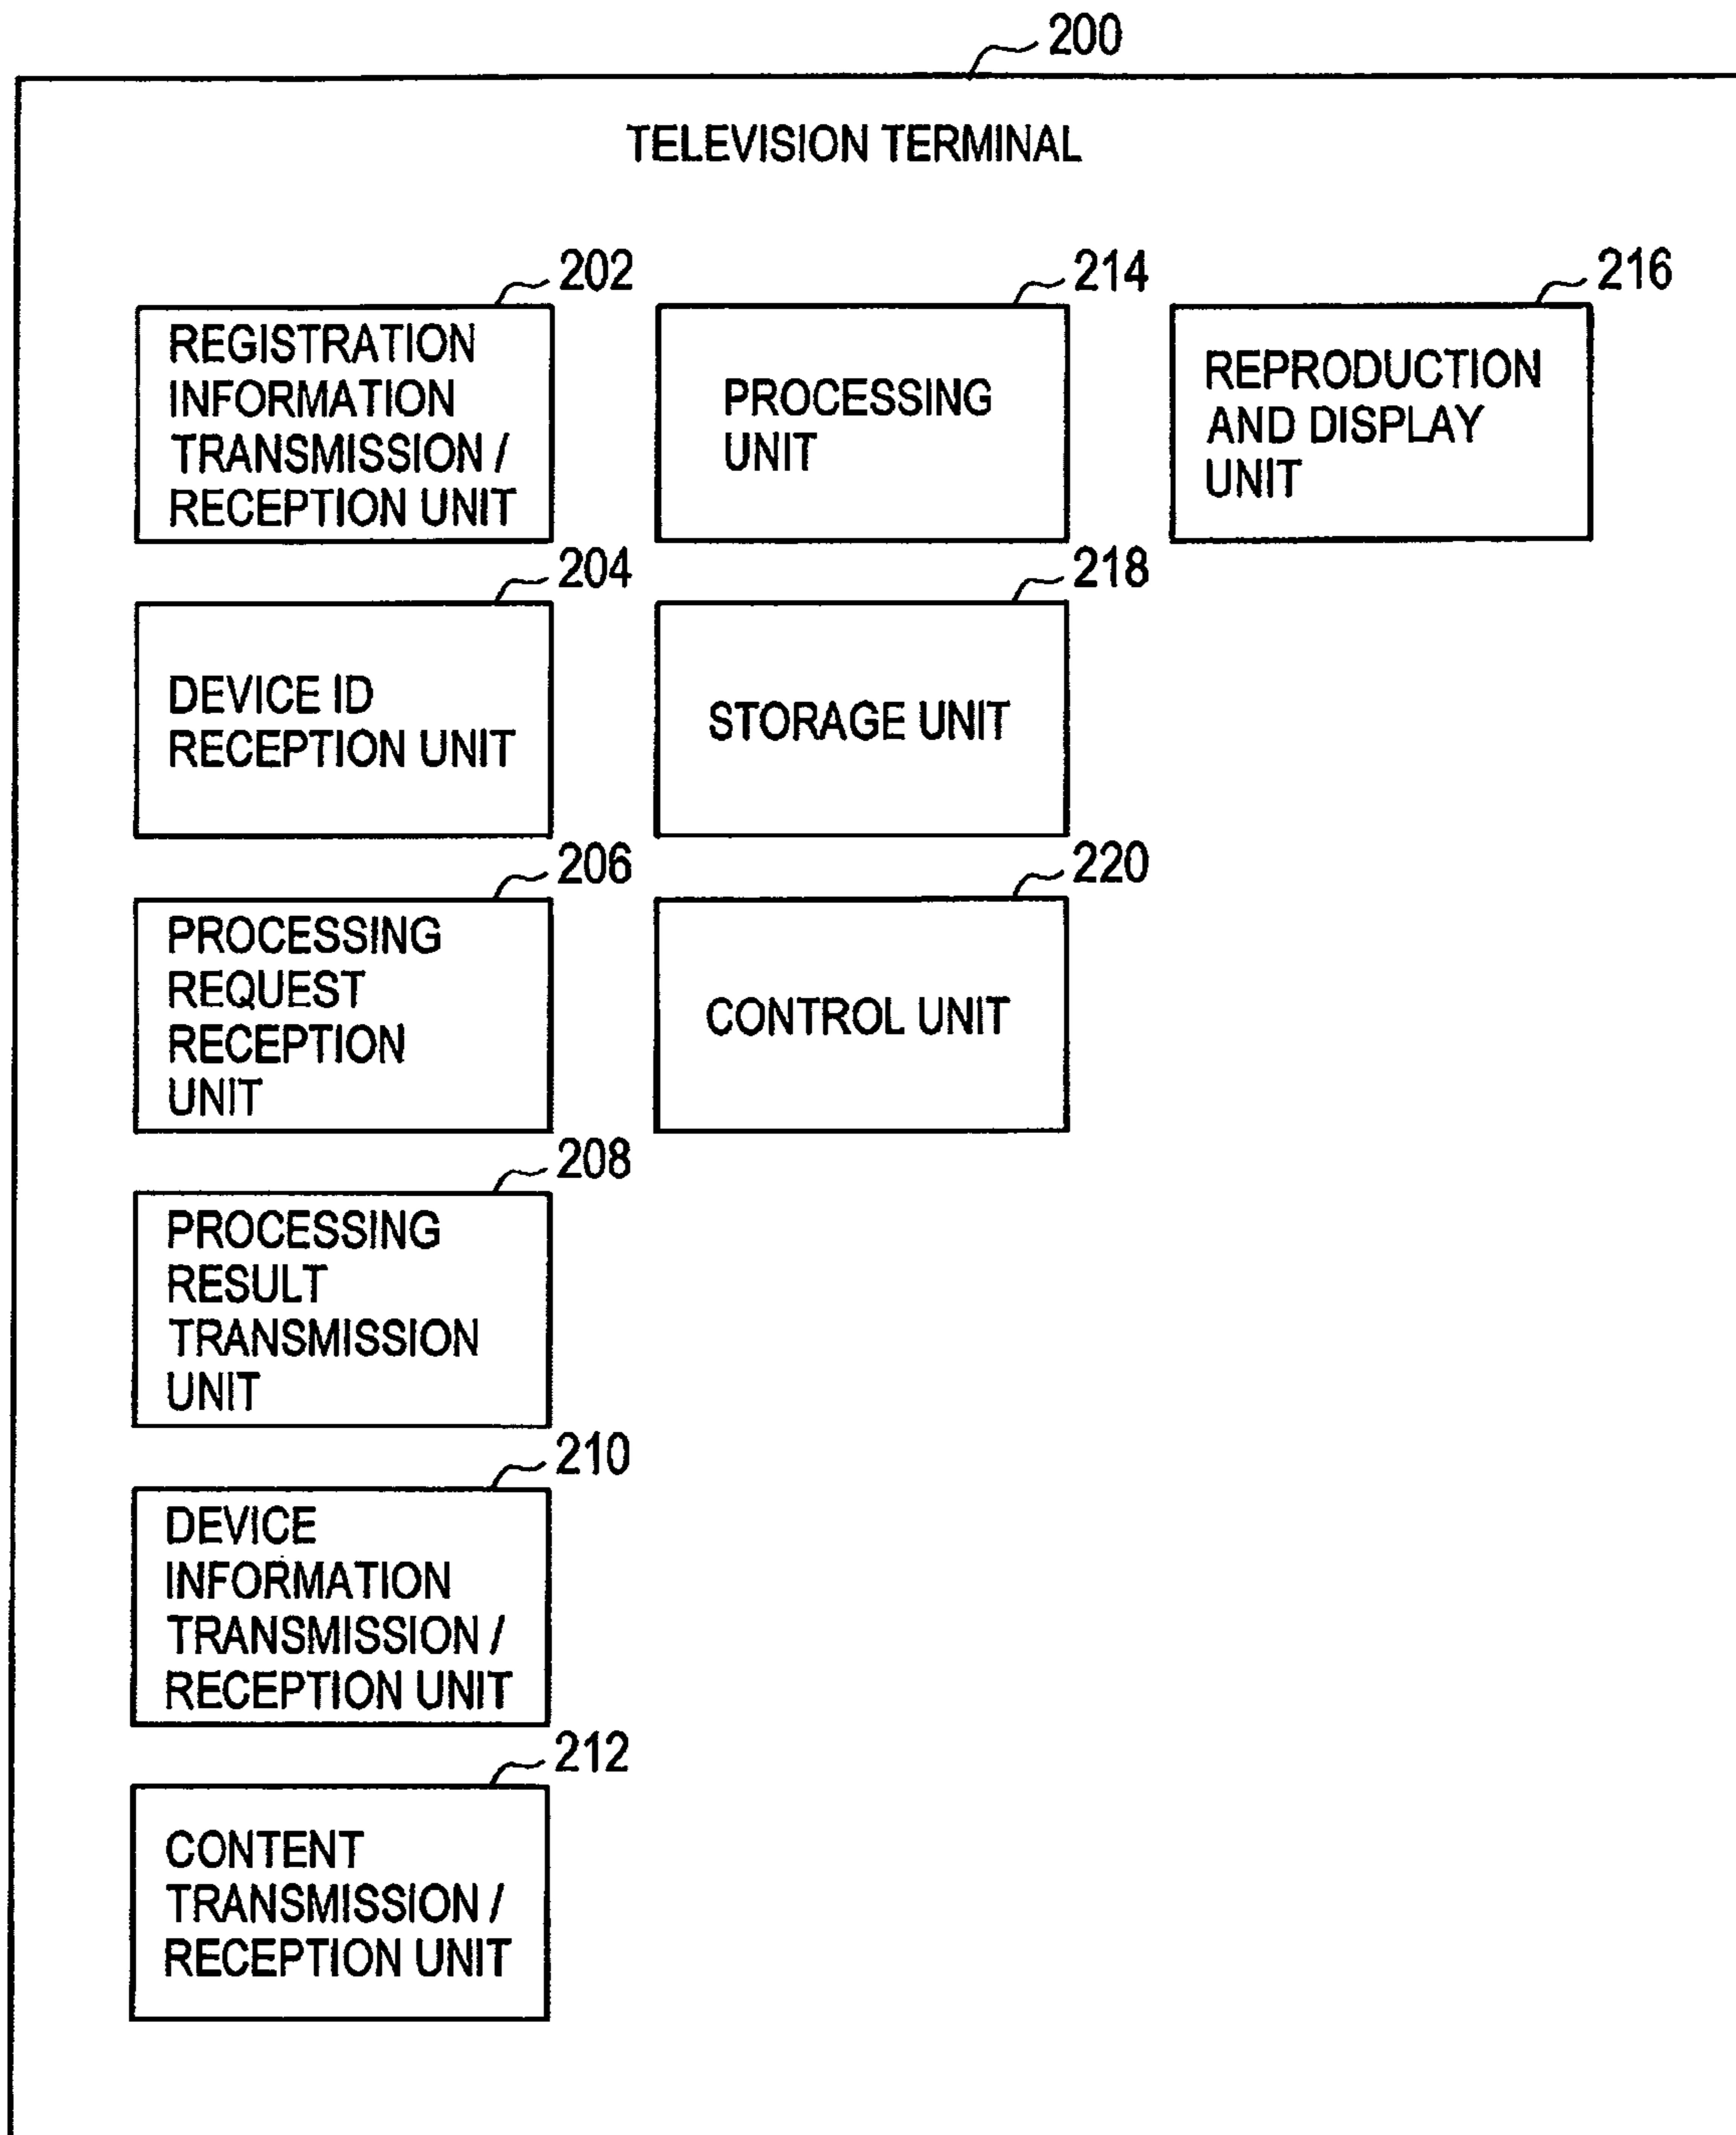 200
TELEVISION TERMINAL
202
REGISTRATION
INFORMATION
TRANSMISSION /
RECEPTION UNIT
214
PROCESSING
UNIT
216
REPRODUCTION
AND DISPLAY
UNIT
204
DEVICE ID
RECEPTION UNIT
218
STORAGE UNIT
206
PROCESSING
REQUEST
RECEPTION
UNIT
220
CONTROL UNIT
208
PROCESSING
RESULT
TRANSMISSION
UNIT
210
DEVICE
INFORMATION
TRANSMISSION /
RECEPTION UNIT
212
CONTENT
TRANSMISSION /
RECEPTION UNIT